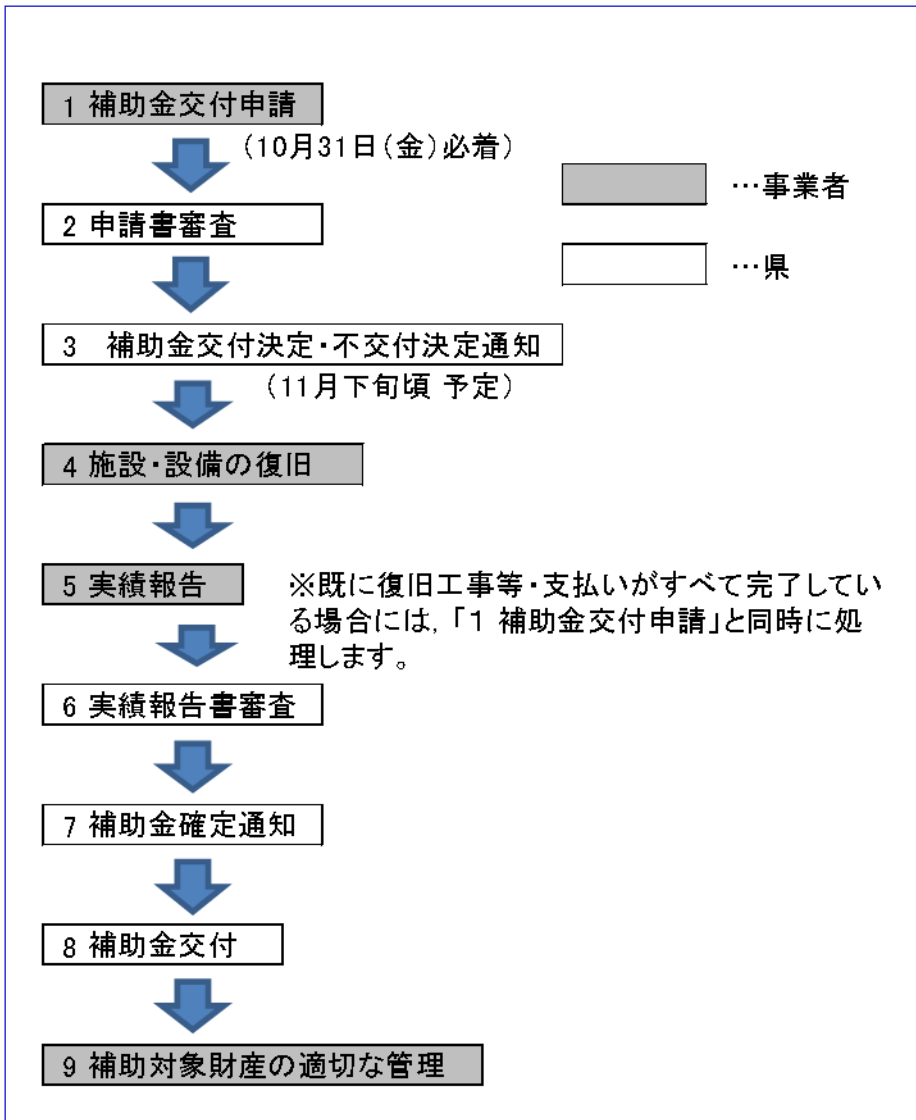 1 補助金交付申請
(10月31日(金)必着)
…事業者
2 申請書審査
…県
3　補助金交付決定・不交付決定通知
(11月下旬頃 予定)
4 施設・設備の復旧
5 実績報告
※既に復旧工事等・支払いがすべて完了してい
る場合には，「1 補助金交付申請」と同時に処
理します。
6 実績報告書審査
7 補助金確定通知
8 補助金交付
9 補助対象財産の適切な管理